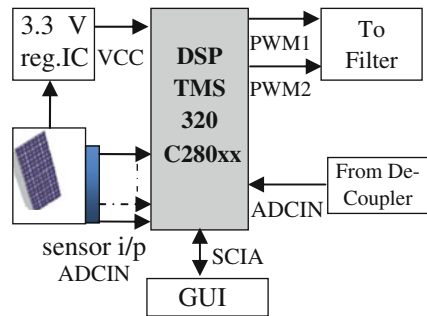 3.3 V
reg.IC
VCC
DSP
TMS
320
C280xx
PWM1
PWM2
To
Filter
From De-
Coupler
ADCIN
sensor i/p
ADCIN
SCIA
GUI